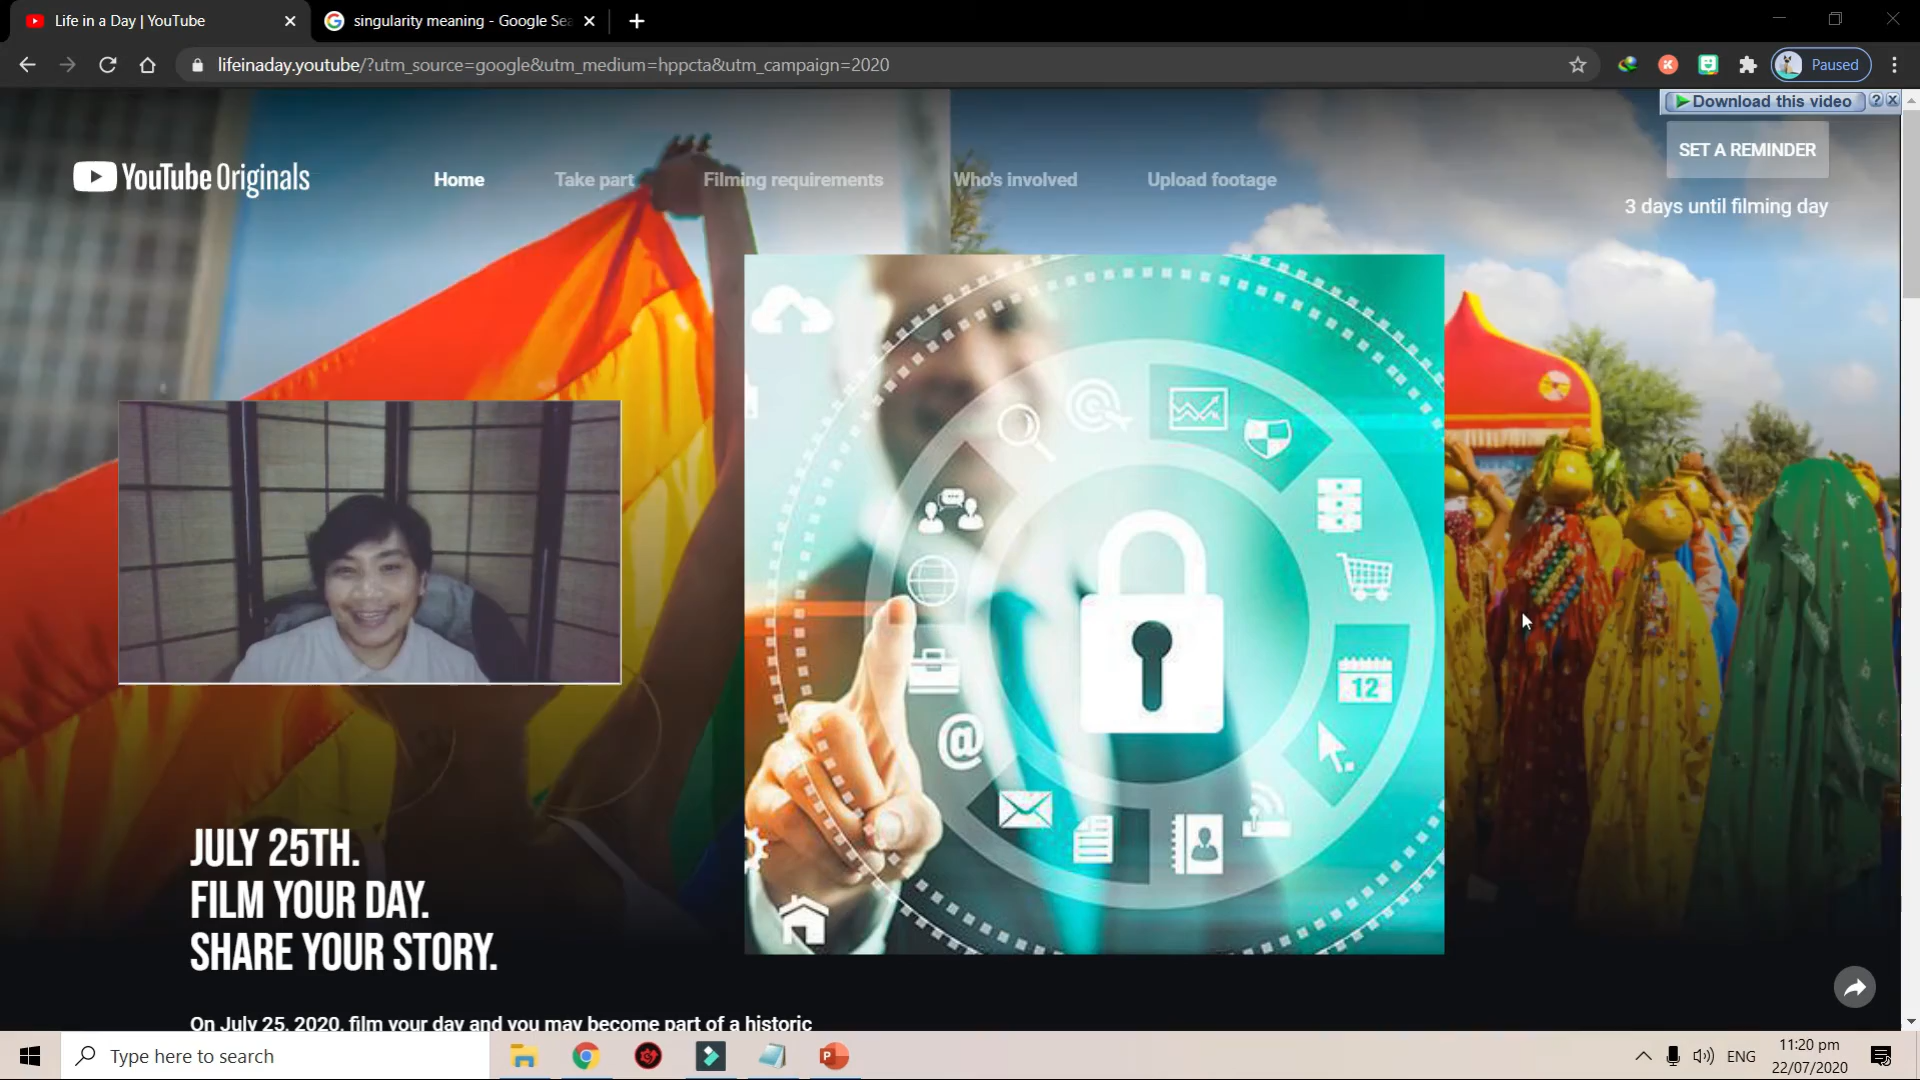 Life in a Day | YouTube
singularity meaning - Google Sea
lifeinaday.youtube/?utm_source=google&utm_medium=hppcta&utm_campaign=2020
Paused
Download this video
?
x
YouTube Originals
Home
Take part
Filming requirements
Who's involved
Upload footage
SET A REMINDER
3 days until filming day
12
@
JULY 25TH.
FILM YOUR DAY.
SHARE YOUR STORY.
On July 25, 2020, film your day and you may become part of a historic
Type here to search
P
ENG
11:20 pm
22/07/2020